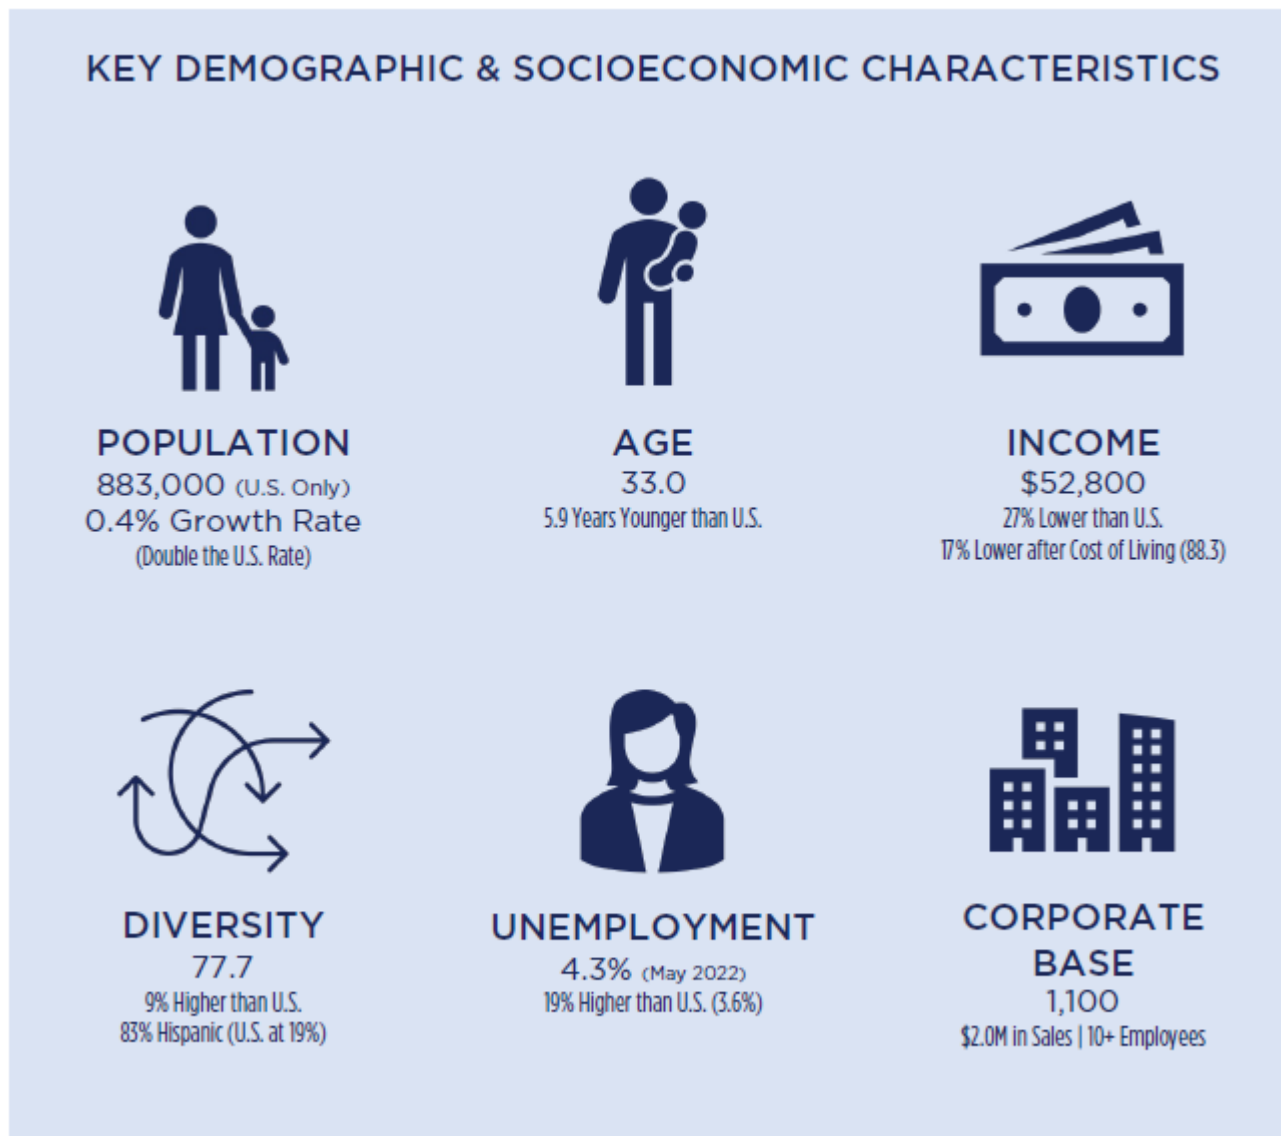 KEY DEMOGRAPHIC & SOCIOECONOMIC CHARACTERISTICS
POPULATION
883,000 (U.S. Only)
0.4% Growth Rate
(Double the U.S. Rate)
AGE
33.0
5.9 Years Younger than U.S.
INCOME
$52,800
27% Lower than U.S.
17% Lower after Cost of Living (88.3)
DIVERSITY
77.7
9% Higher than U.S.
83% Hispanic (U.S. at 19%)
UNEMPLOYMENT
4.3% (May 2022)
19% Higher than U.S. (3.6%)
CORPORATE
BASE
1,100
$2.0M in Sales | 10+ Employees